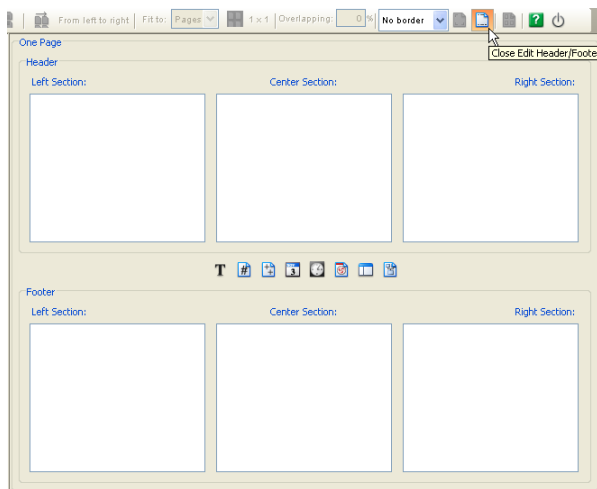 From left to right Fit to: Pages 1 x 1 Overlapping: 0 % No border
Close Edit Header/Foote
One Page
Header
Left Section: Center Section: Right Section:
T # 3
Footer
Left Section: Center Section: Right Section: